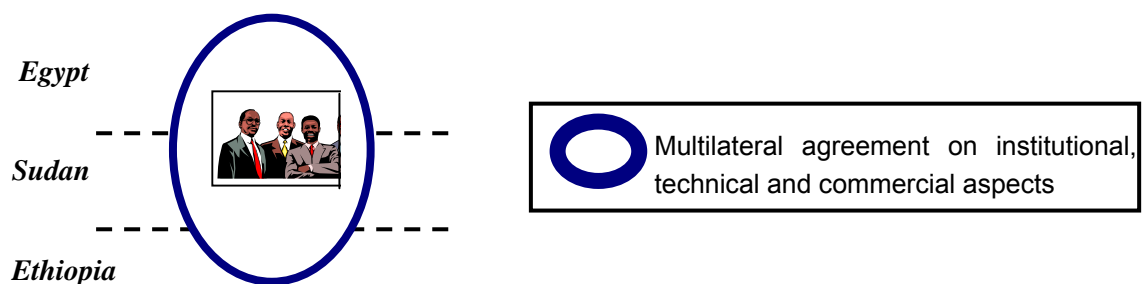 Egypt
Sudan
Ethiopia
Multilateral agreement on institutional,
technical and commercial aspects